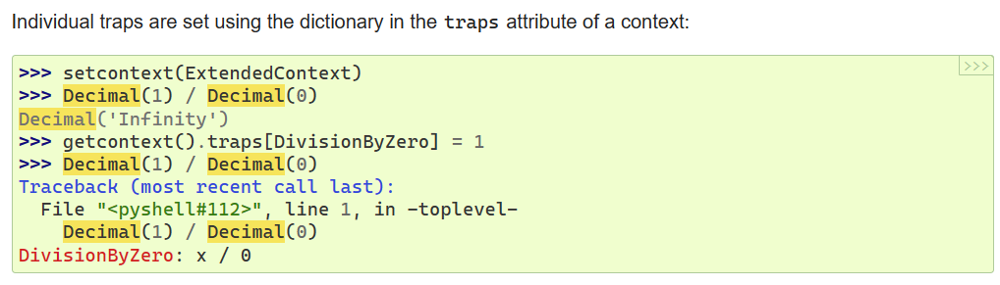 Individual traps are set using the dictionary in the traps attribute of a context:
>>>
>>> setcontext(ExtendedContext)
>>> Decimal(1) / Decimal(0)
Decimal('Infinity')
>>> getcontext().traps[DivisionByZero] = 1
>>> Decimal(1) / Decimal(0)
Traceback (most recent call last):
  File "<pyshell#112>", line 1, in -toplevel-
    Decimal(1) / Decimal(0)
DivisionByZero: x / 0